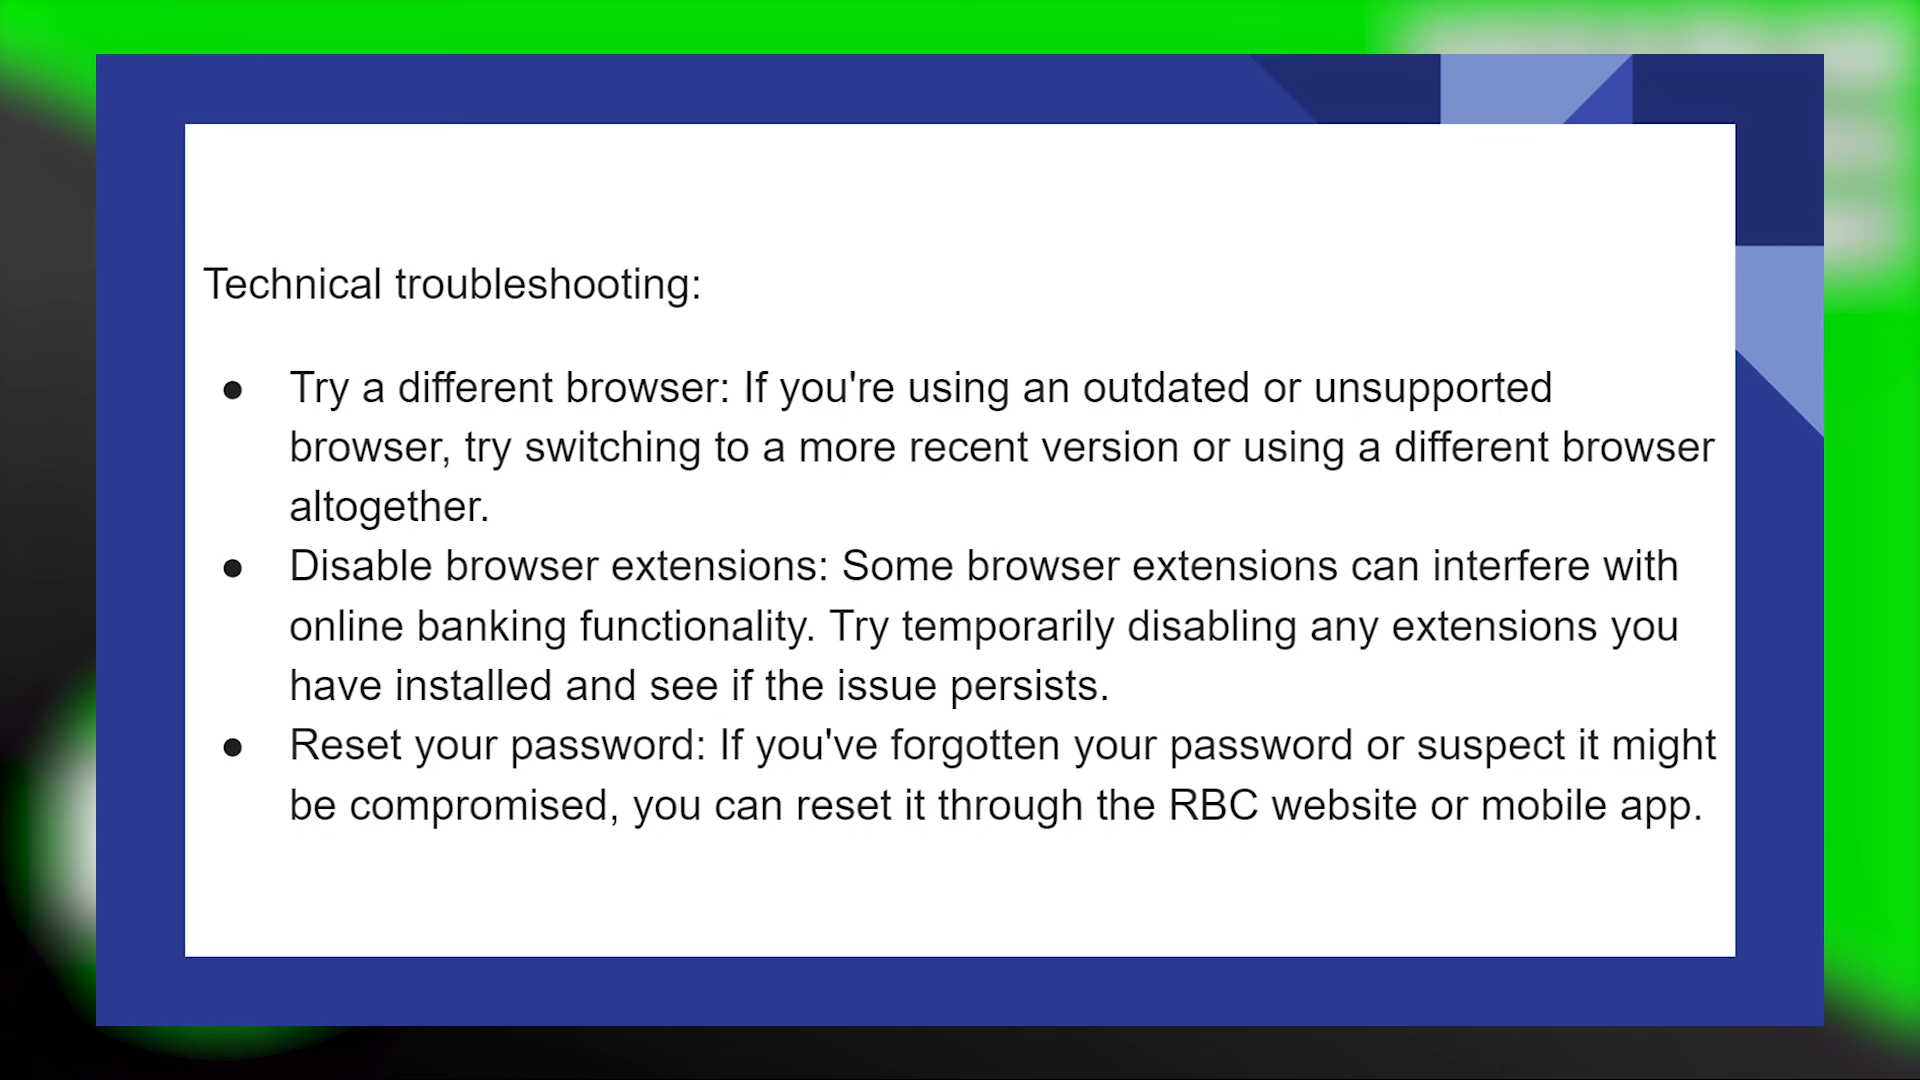 Technical troubleshooting:
● Try a different browser: If you're using an outdated or unsupported
browser, try switching to a more recent version or using a different browser
altogether.
● Disable browser extensions: Some browser extensions can interfere with
online banking functionality. Try temporarily disabling any extensions you
have installed and see if the issue persists.
● Reset your password: If you've forgotten your password or suspect it might
be compromised, you can reset it through the RBC website or mobile app.